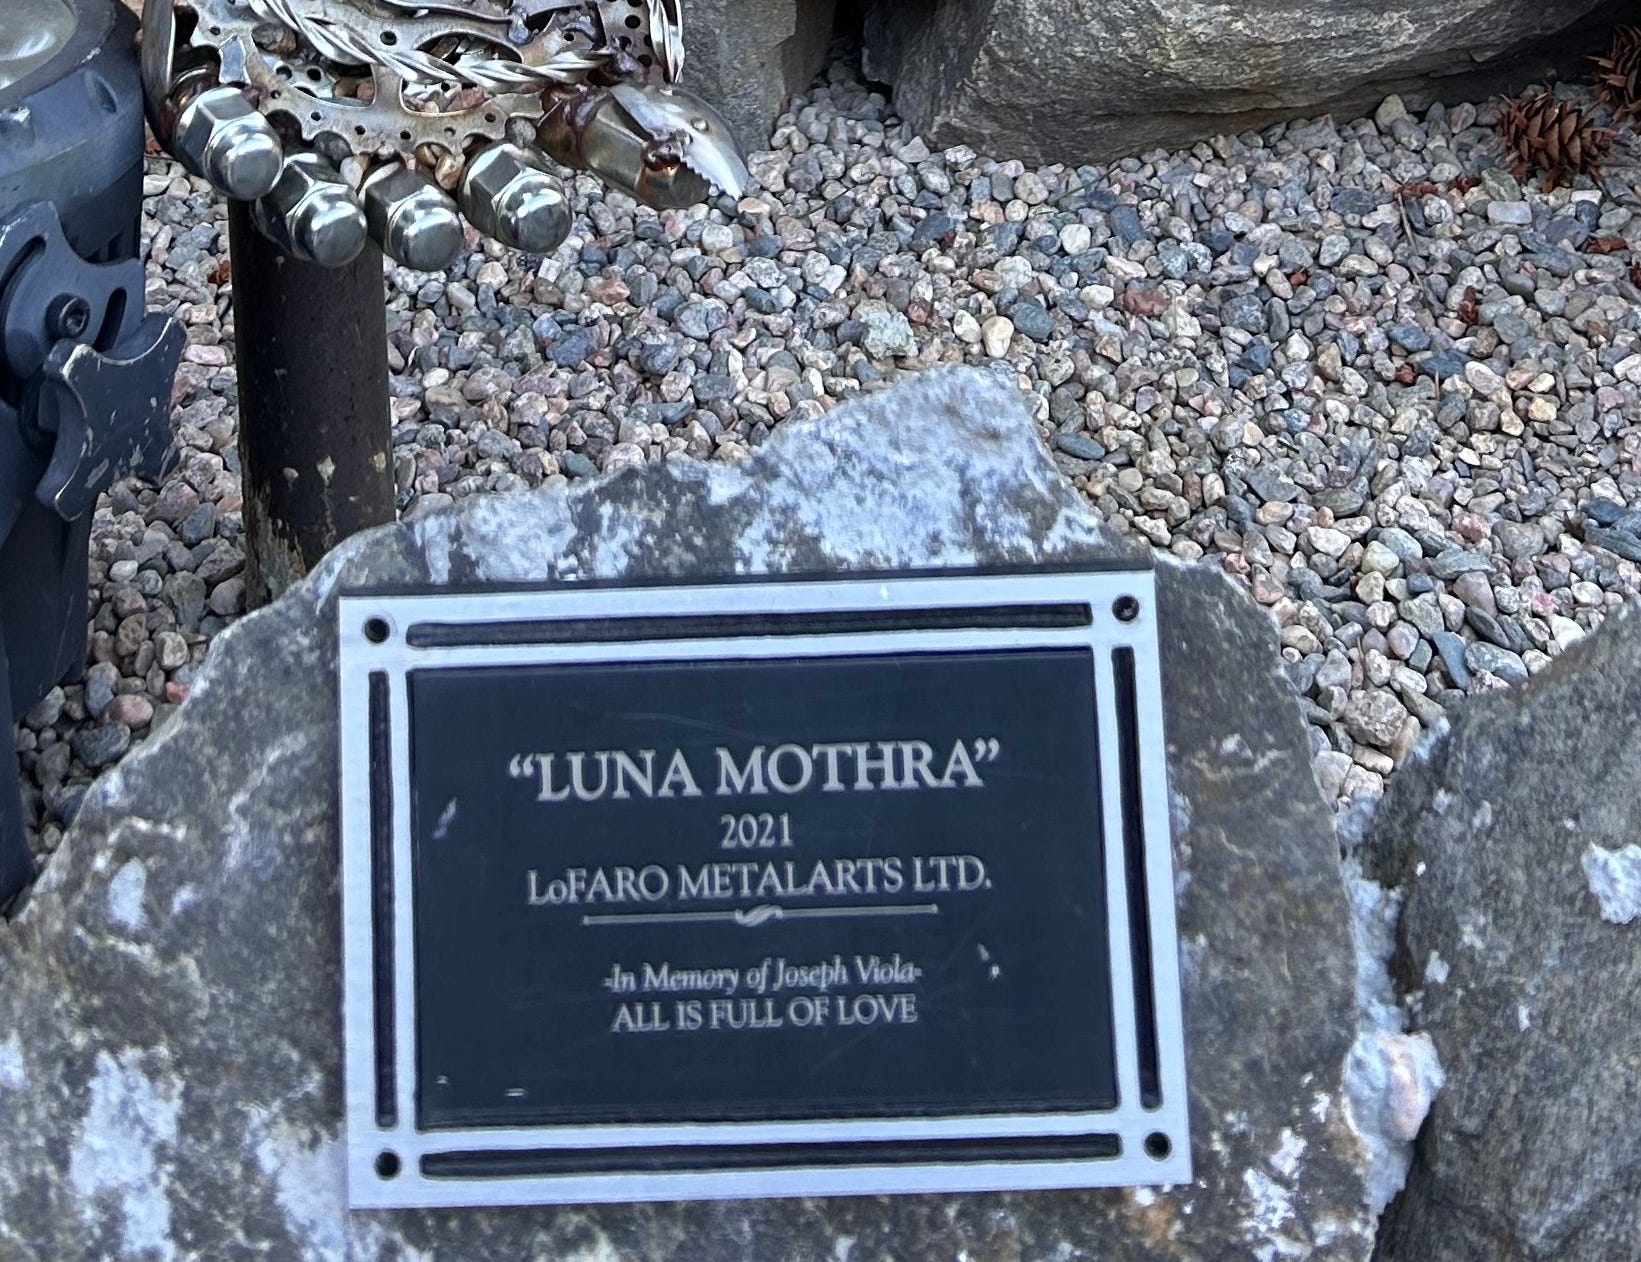 “LUNA MOTHRA”
2021
LoFARO METALARTS LTD.
-In Memory of Joseph Viola-
ALL IS FULL OF LOVE